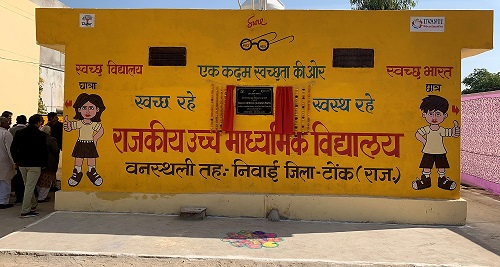 स्वच्छ विद्यालय
एक कदम स्वच्छता की ओर
स्वच्छ भारत
छात्रा
छात्र
स्वच्छ रहे
स्वस्थ रहे
राजकीय उच्च माध्यमिक विद्यालय
वनस्थली तह:- निवाई जिला-टोंक (राज.)